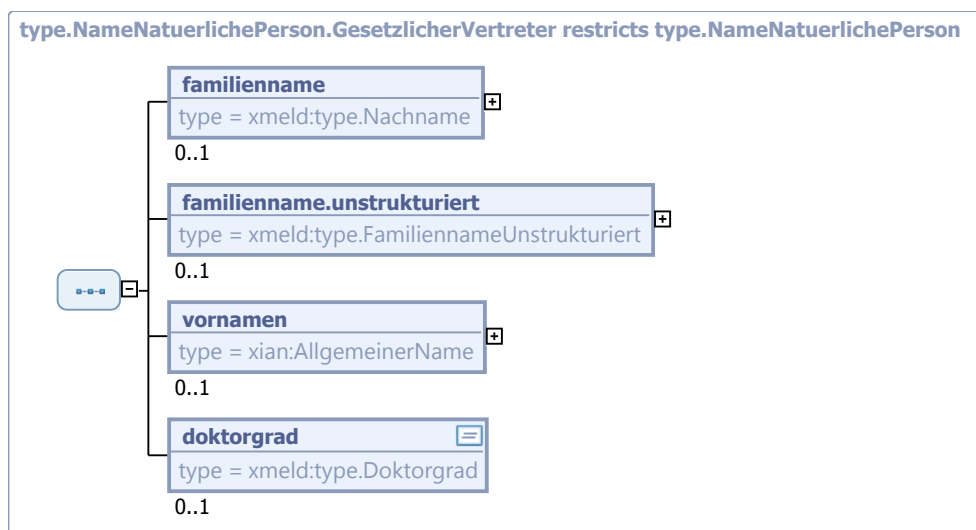 type.NameNatuerlichePerson.GesetzlicherVertreter restricts type.NameNatuerlichePerson
familienname
type = xmeld:type.Nachname
0..1
familienname.unstrukturiert
type = xmeld:type.FamiliennameUnstrukturiert
0..1
vornamen
type = xian:AllgemeinerName
0..1
doktorgrad
type = xmeld:type.Doktorgrad
0..1